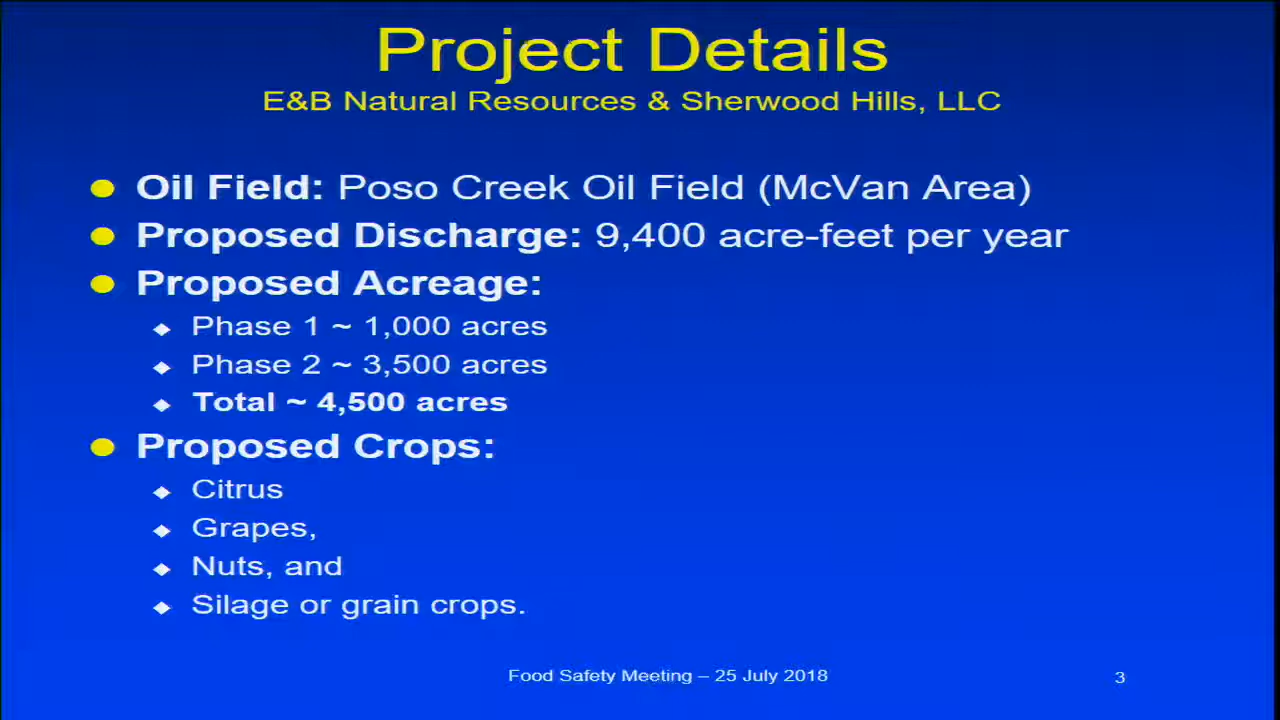 Project Details
E&B Natural Resources & Sherwood Hills, LLC
Oil Field: Poso Creek Oil Field (McVan Area)
Proposed Discharge: 9,400 acre-feet per year
Proposed Acreage:
Phase 1 ~ 1,000 acres
Phase 2 ~ 3,500 acres
Total ~ 4,500 acres
Proposed Crops:
Citrus
Grapes,
Nuts, and
Silage or grain crops.
Food Safety Meeting – 25 July 2018
3